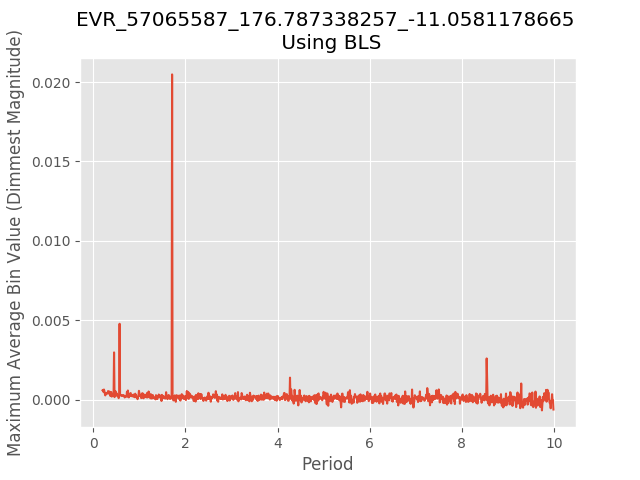 EVR_57065587_176.787338257_-11.0581178665
Using BLS
Maximum Average Bin Value (Dimmest Magnitude)
0.020
0.015
0.010
0.005
0.000
0 2 4 6 8 10
Period